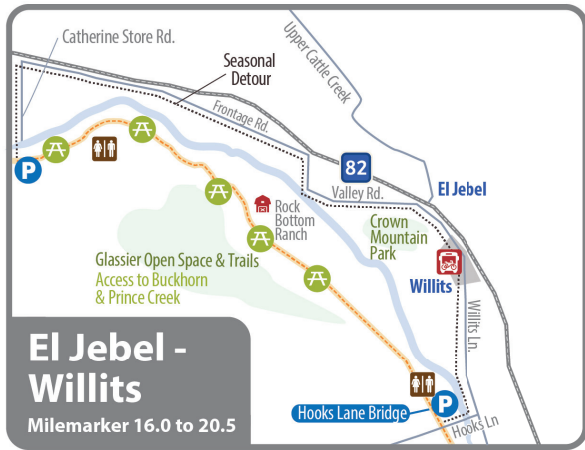 Catherine Store Rd.
Seasonal
Detour
Upper Cattle Creek
Frontage Rd.
82
Valley Rd.
El Jebel
P
Rock
Bottom
Ranch
Crown
Mountain
Park
Glassier Open Space & Trails
Access to Buckhorn
& Prince Creek
Willits
Willits Ln.
El Jebel -
Willits
Milemarker 16.0 to 20.5
Hooks Lane Bridge
P
Hooks Ln